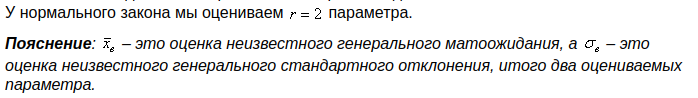 У нормального закона мы оцениваем r = 2 параметра.
Пояснение: x̄в – это оценка неизвестного генерального матожидания, а σв – это
оценка неизвестного генерального стандартного отклонения, итого два оцениваемых
параметра.